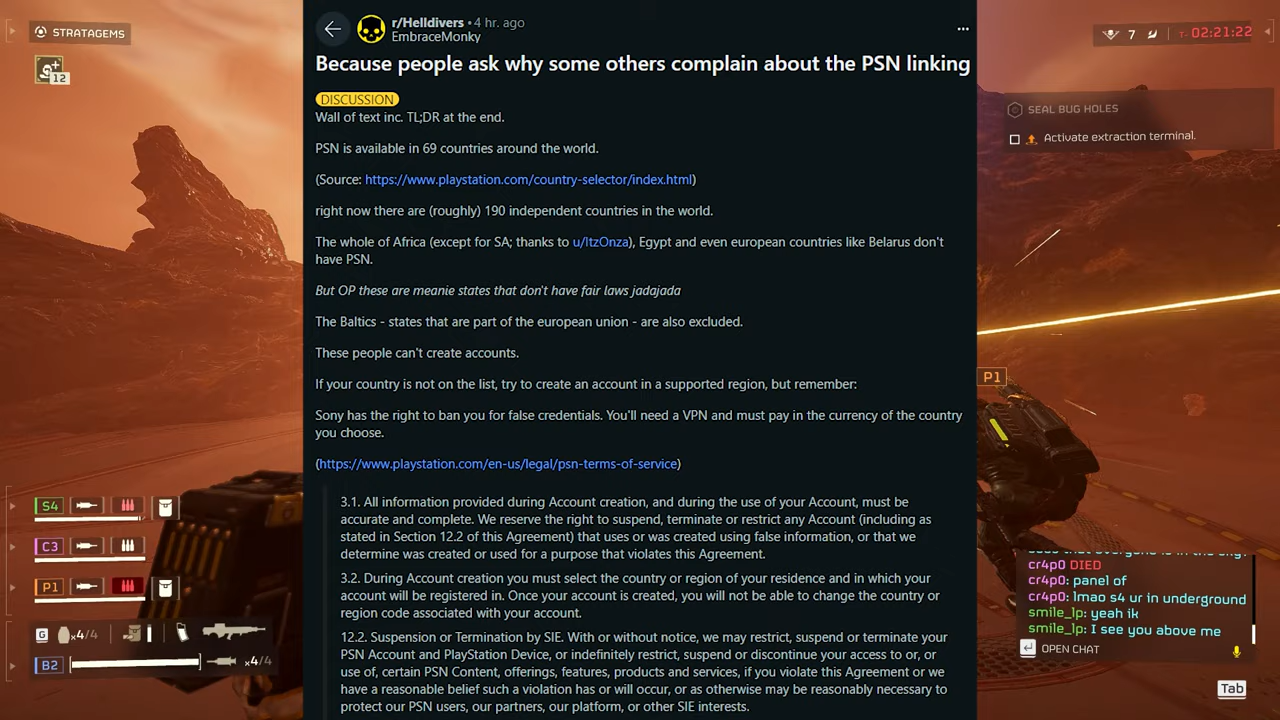 STRATAGEMS
12
r/Helldivers • 4 hr. ago
EmbraceMonky
Because people ask why some others complain about the PSN linking
DISCUSSION
Wall of text inc. TL;DR at the end.
PSN is available in 69 countries around the world.
(Source: https://www.playstation.com/country-selector/index.html)
right now there are (roughly) 190 independent countries in the world.
The whole of Africa (except for SA; thanks to u/ItzOnza), Egypt and even european countries like Belarus don't
have PSN.
But OP these are meanie states that don't have fair laws jadajada
The Baltics - states that are part of the european union - are also excluded.
These people can't create accounts.
If your country is not on the list, try to create an account in a supported region, but remember:
Sony has the right to ban you for false credentials. You'll need a VPN and must pay in the currency of the country
you choose.
(https://www.playstation.com/en-us/legal/psn-terms-of-service)
3.1. All information provided during Account creation, and during the use of your Account, must be
accurate and complete. We reserve the right to suspend, terminate or restrict any Account (including as
stated in Section 12.2 of this Agreement) that uses or was created using false information, or that we
determine was created or used for a purpose that violates this Agreement.
3.2. During Account creation you must select the country or region of your residence and in which your
account will be registered in. Once your account is created, you will not be able to change the country or
region code associated with your account.
12.2. Suspension or Termination by SIE. With or without notice, we may restrict, suspend or terminate your
PSN Account and PlayStation Device, or indefinitely restrict, suspend or discontinue your access to or, or
use of, certain PSN Content, offerings, features, products and services, if you violate this Agreement or we
have a reasonable belief such a violation has or will occur, or as otherwise may be reasonably necessary to
protect our PSN users, our partners, our platform, or other SIE interests.
7 T-02:21:22
SEAL BUG HOLES
Activate extraction terminal.
P1
S4
C3
P1
G x4/4
B2 x4/4
cr4p0 DIED
cr4p0: panel of
cr4p0: lmao s4 ur in underground
smile_lp: yeah ik
smile_lp: I see you above me
OPEN CHAT
Tab